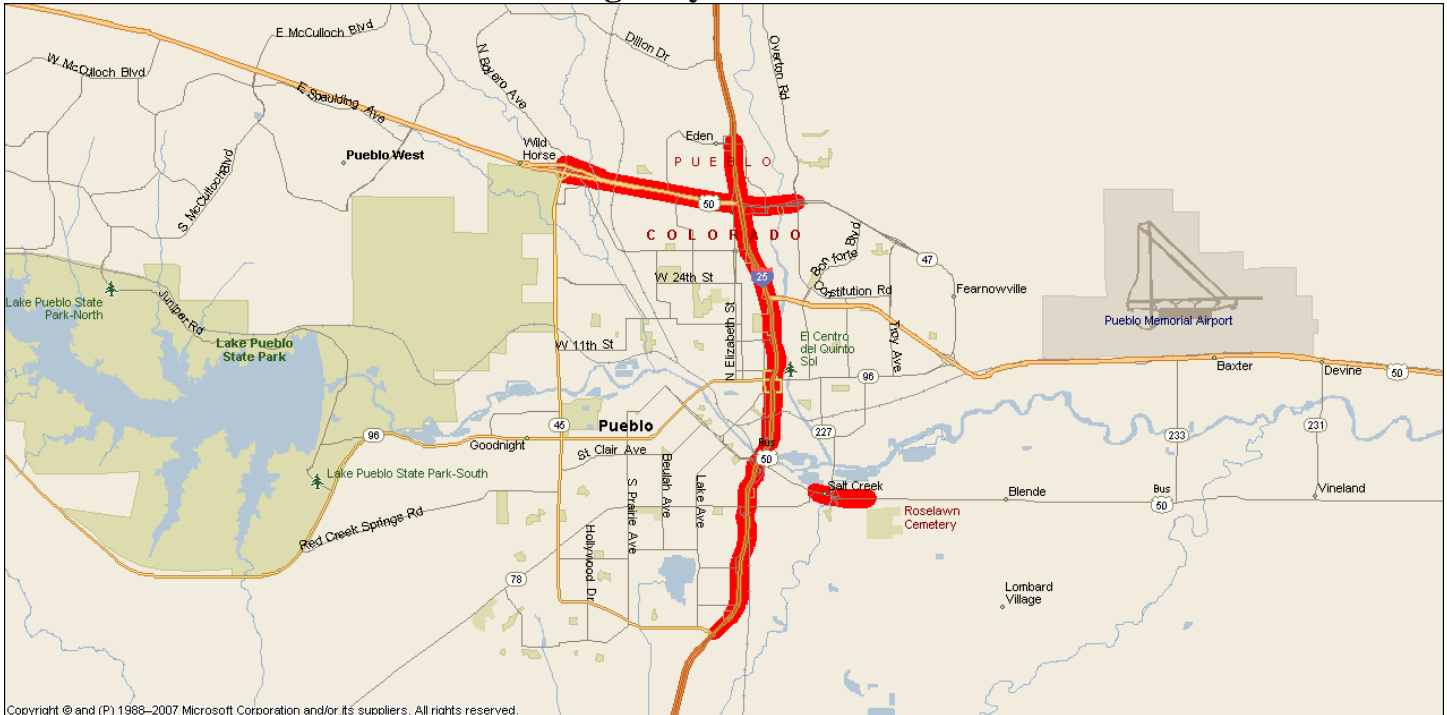 E McCulloch Blvd
W McCulloch Blvd
N Boyero Ave
Dillon Dr
Overton Rd
E Spaulding Ave
Wild
Horse
Eden
PUEBLO
Pueblo West
S McCulloch Blvd
50
COLORADO
25
W 24th St
Bon forte Blvd
Constitution Rd
47
Fearnowville
Pueblo Memorial Airport
Lake Pueblo State
Park-North
Juniper Rd
Lake Pueblo
State Park
W 11th St
N Elizabeth St
El Centro
del Quinto
Sol
Troy Ave
96
Baxter
Devine
50
96
Goodnight
45
Pueblo
St Clair Ave
Bus
50
227
233
231
Lake Pueblo State Park-South
Beulah Ave
S Prairie Ave
Lake Ave
Salt Creek
Blende
Bus
50
Vineland
Roselawn
Cemetery
Red Creek Springs Rd
Hollywood Dr
78
Lombard
Village
Copyright © and (P) 1988–2007 Microsoft Corporation and/or its suppliers. All rights reserved.